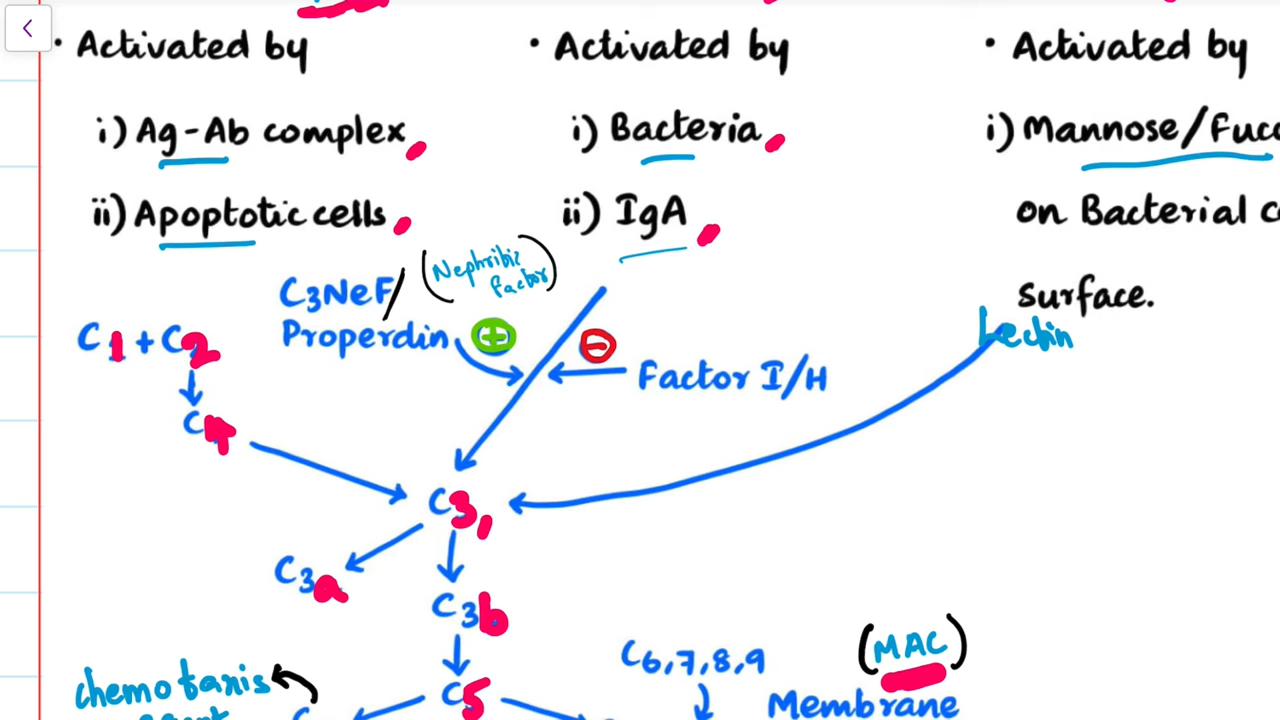 • Activated by
i) Ag-Ab complex
ii) Apoptotic cells
• Activated by
i) Bacteria
ii) IgA
• Activated by
i) Mannose/Fuc
on Bacterial
surface.
Lectin
C3NeF/ (Nephritic
factor)
Properdin
+
−
Factor I/H
C1 + C2
C4
C3
C3a
C3b
C5
chemotaxis
C6,7,8,9
(MAC)
Membrane